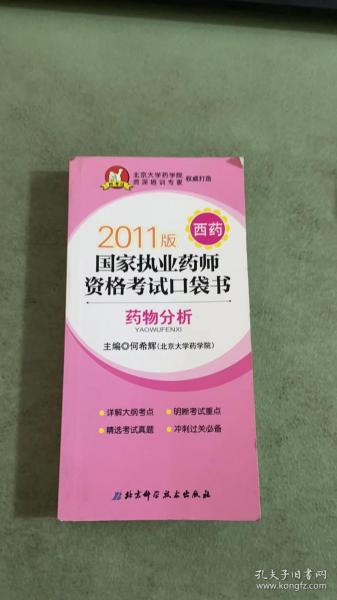 北京大学药学院
资深培训专家 权威打造
2011版 西药
国家执业药师
资格考试口袋书
药物分析
YAOWUFENXI
主编◎何希辉(北京大学药学院)
详解大纲考点 明晰考试重点
精选考试真题 冲刺过关必备
北京科学技术出版社
孔夫子旧书网